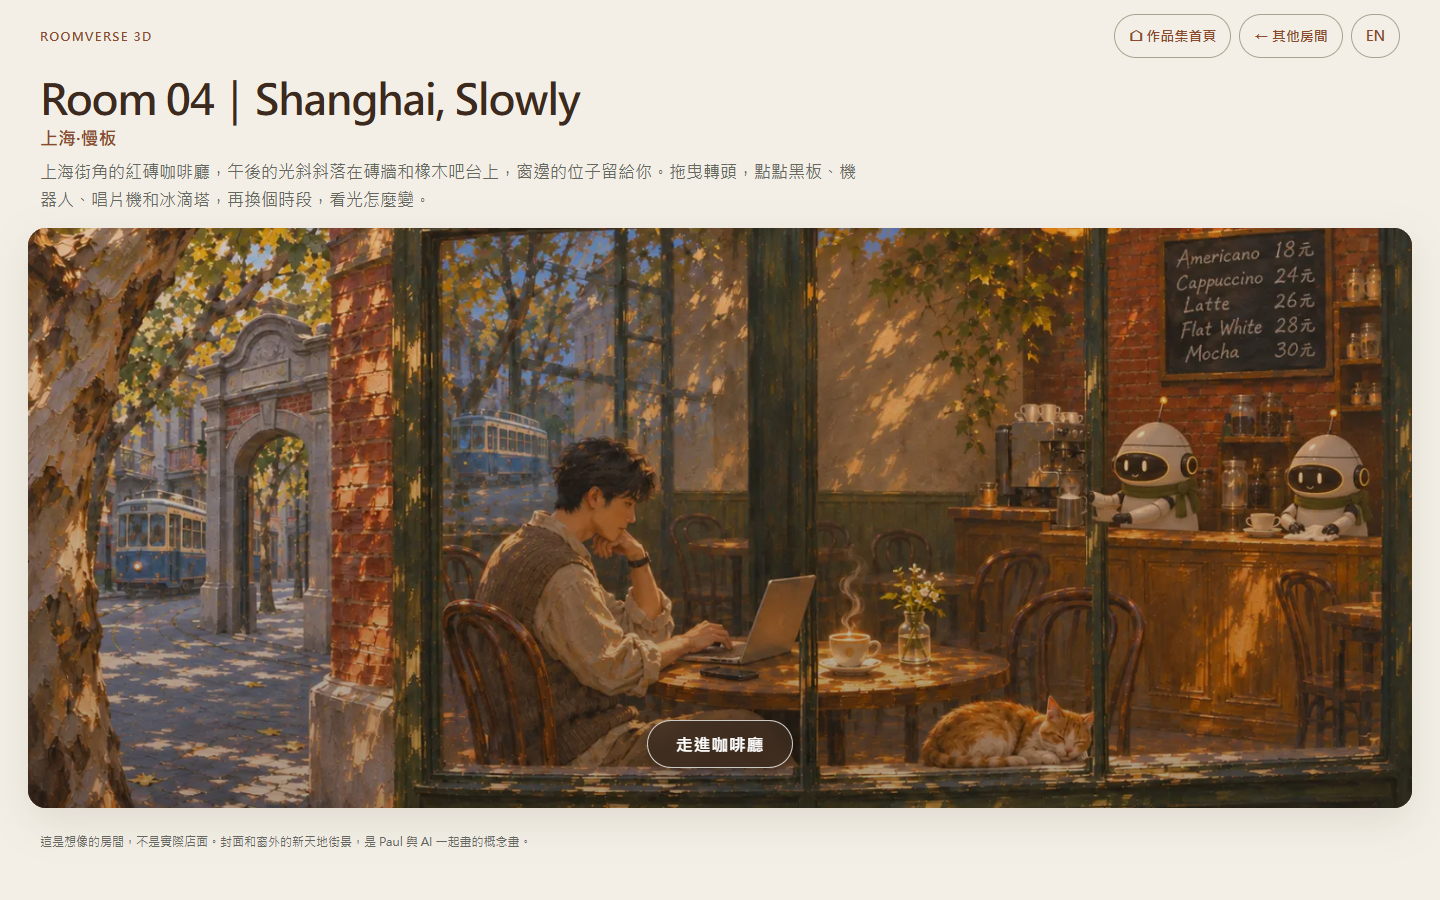 ROOMVERSE 3D
作品集首頁
← 其他房間
EN
Room 04｜Shanghai, Slowly
上海·慢板
上海街角的紅磚咖啡廳，午後的光斜斜落在磚牆和橡木吧台上，窗邊的位子留給你。拖曳轉頭，點點黑板、機
器人、唱片機和冰滴塔，再換個時段，看光怎麼變。
Americano 18元
Cappuccino 24元
Latte 26元
Flat White 28元
Mocha 30元
走進咖啡廳
這是想像的房間，不是實際店面。封面和窗外的新天地街景，是 Paul 與 AI 一起畫的概念畫。